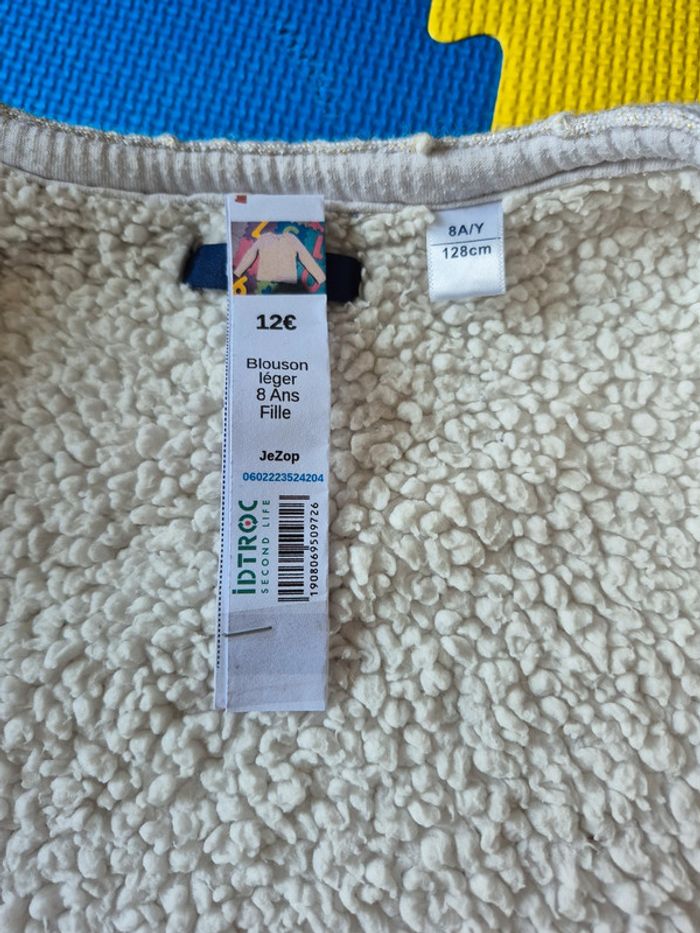 8A/Y
128cm
12€
Blouson
léger
8 Ans
Fille
JeZop
0602223524204
iDTROC
SECOND LIFE
1908069509726